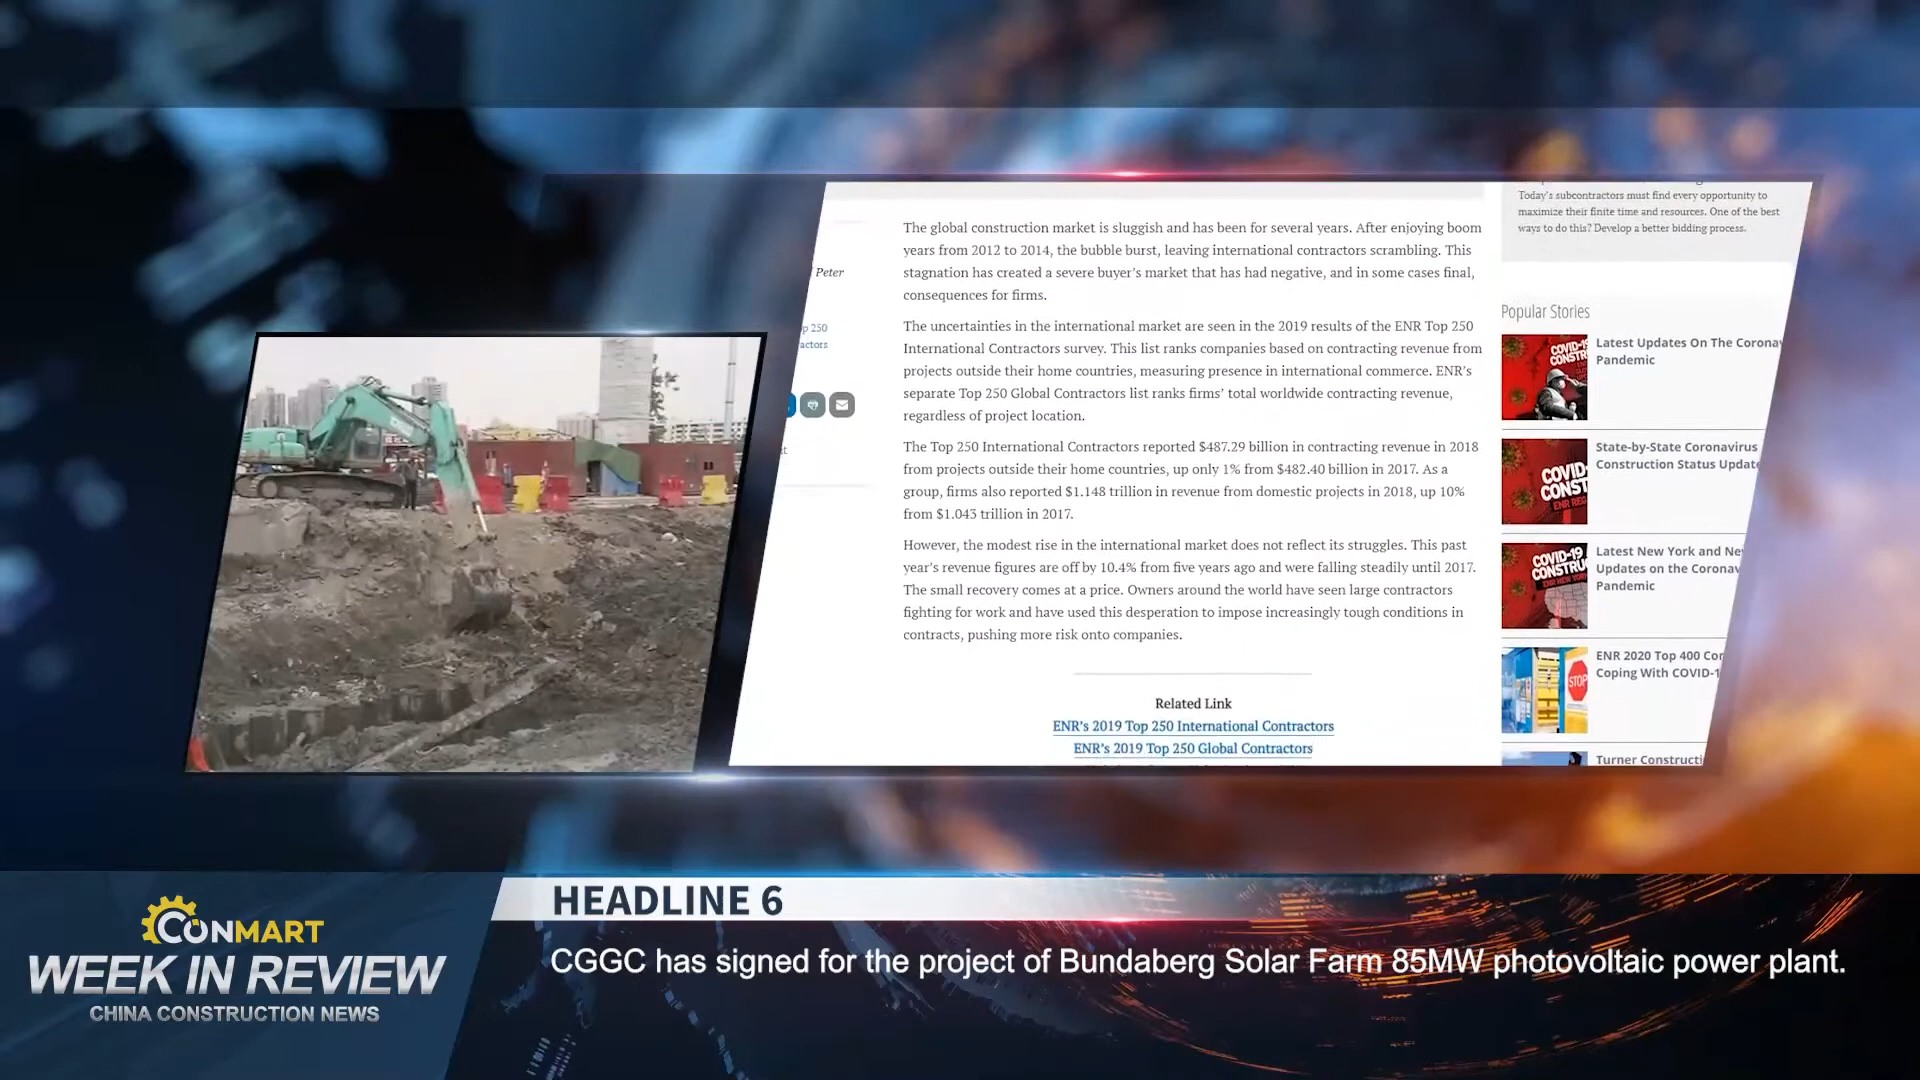 The global construction market is sluggish and has been for several years. After enjoying boom
years from 2012 to 2014, the bubble burst, leaving international contractors scrambling. This
stagnation has created a severe buyer's market that has had negative, and in some cases final,
consequences for firms.
The uncertainties in the international market are seen in the 2019 results of the ENR Top 250
International Contractors survey. This list ranks companies based on contracting revenue from
projects outside their home countries, measuring presence in international commerce. ENR's
separate Top 250 Global Contractors list ranks firms' total worldwide contracting revenue,
regardless of project location.
The Top 250 International Contractors reported $487.29 billion in contracting revenue in 2018
from projects outside their home countries, up only 1% from $482.40 billion in 2017. As a
group, firms also reported $1.148 trillion in revenue from domestic projects in 2018, up 10%
from $1.043 trillion in 2017.
However, the modest rise in the international market does not reflect its struggles. This past
year's revenue figures are off by 10.4% from five years ago and were falling steadily until 2017.
The small recovery comes at a price. Owners around the world have seen large contractors
fighting for work and have used this desperation to impose increasingly tough conditions in
contracts, pushing more risk onto companies.
Related Link
ENR's 2019 Top 250 International Contractors
ENR's 2019 Top 250 Global Contractors
Peter
250
Today's subcontractors must find every opportunity to
maximize their finite time and resources. One of the best
ways to do this? Develop a better bidding process.
Popular Stories
Latest Updates On The
Pandemic
State-by-State Coronavirus
Construction Status
Latest New York and
Updates on the
Pandemic
ENR 2020 Top 400
Coping With
Turner
STOP
HEADLINE 6
CGGC has signed for the project of Bundaberg Solar Farm 85MW photovoltaic power plant.
CONMART
WEEK IN REVIEW
CHINA CONSTRUCTION NEWS